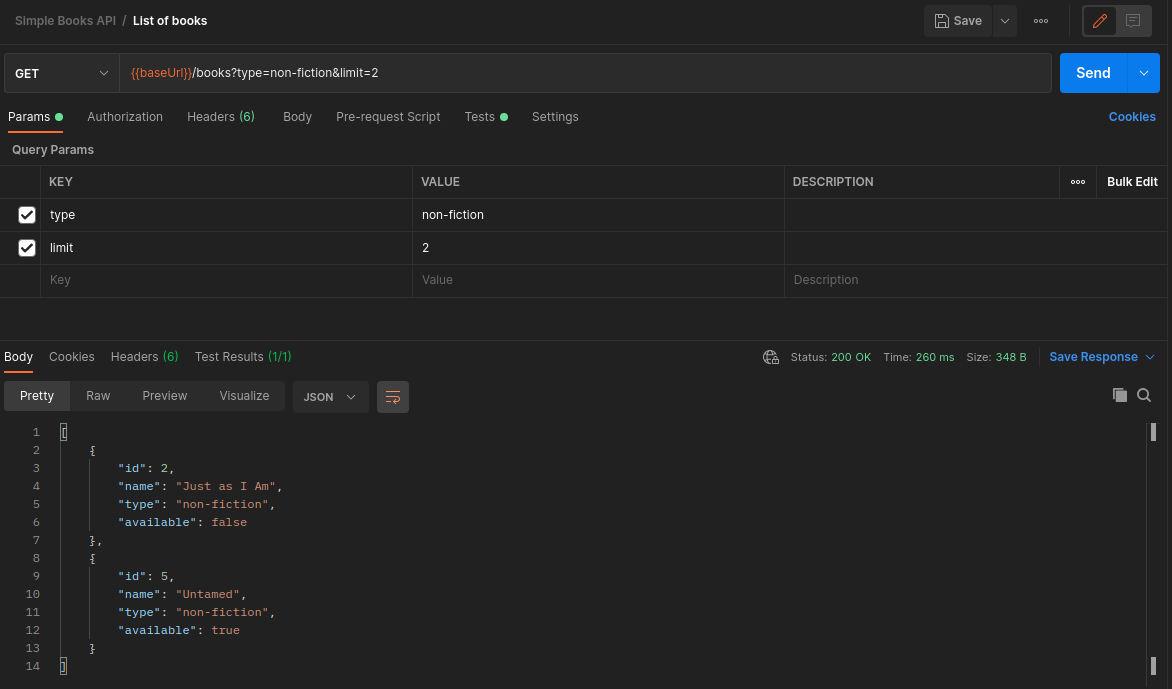 Simple Books API / List of books
Save
GET
{{baseUrl}}/books?type=non-fiction&limit=2
Send
Params
Authorization
Headers (6)
Body
Pre-request Script
Tests
Settings
Cookies
Query Params
KEY VALUE DESCRIPTION Bulk Edit
type non-fiction
limit 2
Key Value Description
Body Cookies Headers (6) Test Results (1/1)
Status: 200 OK Time: 260 ms Size: 348 B Save Response
Pretty Raw Preview Visualize JSON
1 [
2 {
3 "id": 2,
4 "name": "Just as I Am",
5 "type": "non-fiction",
6 "available": false
7 },
8 {
9 "id": 5,
10 "name": "Untamed",
11 "type": "non-fiction",
12 "available": true
13 }
14 ]